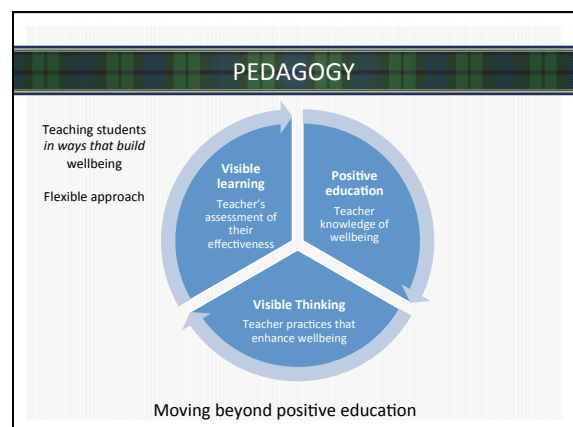 PEDAGOGY
Teaching students
in ways that build
wellbeing
Flexible approach
Visible
learning
Teacher's
assessment of
their
effectiveness
Positive
education
Teacher
knowledge of
wellbeing
Visible Thinking
Teacher practices that
enhance wellbeing
Moving beyond positive education